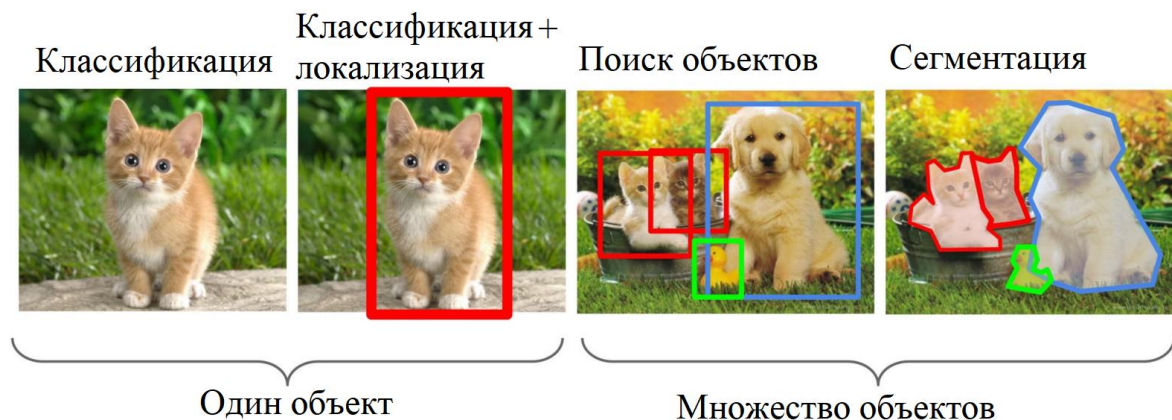 Классификация
Классификация +
локализация
Поиск объектов
Сегментация
Один объект
Множество объектов